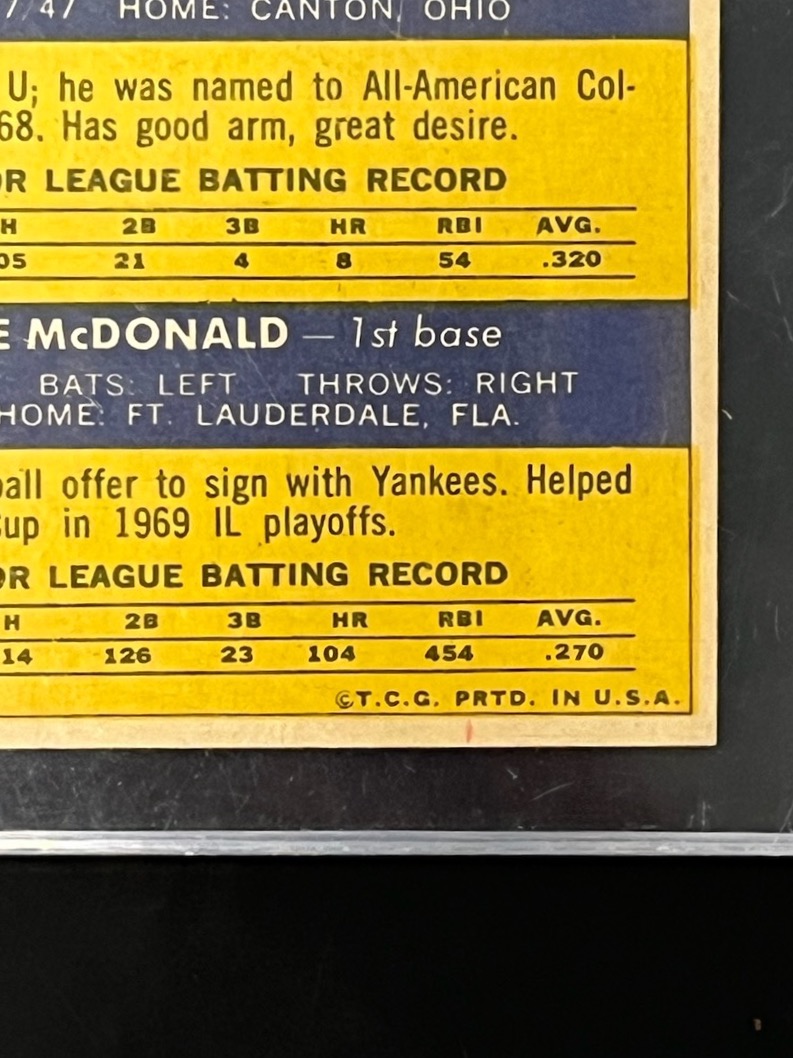 7/47 HOME: CANTON, OHIO
U; he was named to All-American Col-
68. Has good arm, great desire.
OR LEAGUE BATTING RECORD
H 2B 3B HR RBI AVG.
05 21 4 8 54 .320
E McDONALD — 1st base
BATS: LEFT THROWS: RIGHT
HOME: FT. LAUDERDALE, FLA.
ball offer to sign with Yankees. Helped
Cup in 1969 IL playoffs.
OR LEAGUE BATTING RECORD
H 2B 3B HR RBI AVG.
14 126 23 104 454 .270
©T.C.G. PRTD. IN U.S.A.